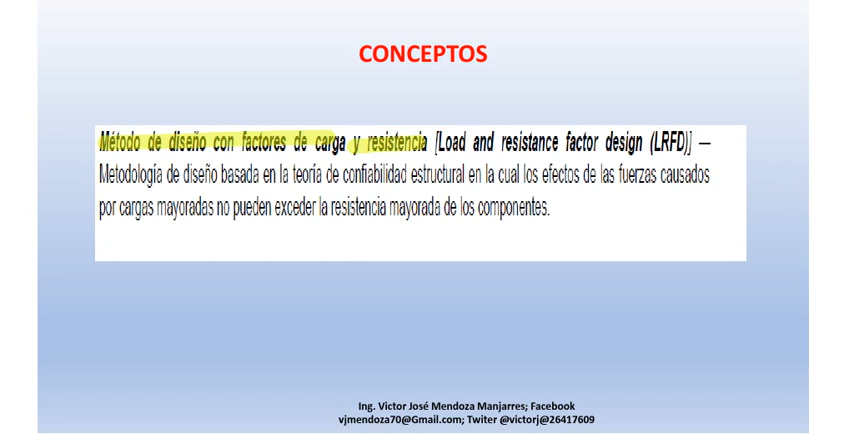 CONCEPTOS
Método de diseño con factores de carga y resistencia [Load and resistance factor design (LRFD)] —
Metodología de diseño basada en la teoría de confiabilidad estructural en la cual los efectos de las fuerzas causados
por cargas mayoradas no pueden exceder la resistencia mayorada de los componentes.
Ing. Victor José Mendoza Manjarres; Facebook
vjmendoza70@Gmail.com; Twiter @victorj@26417609